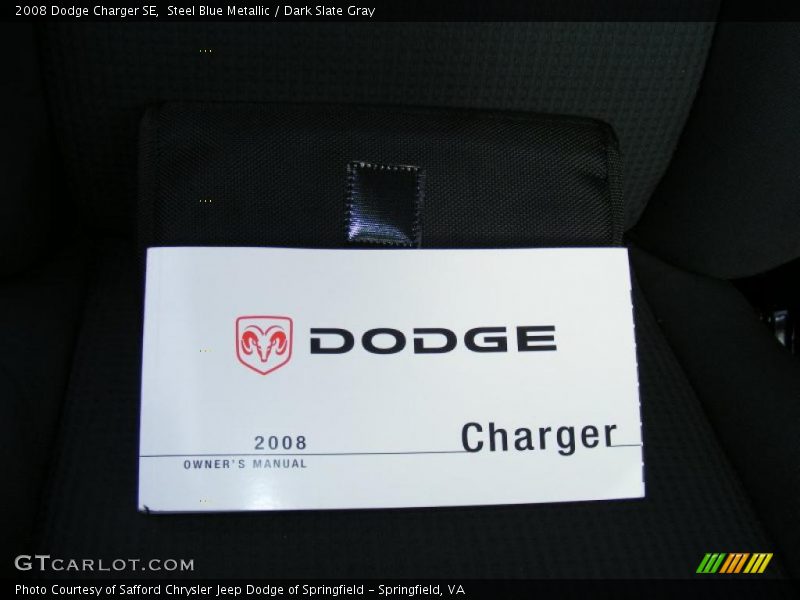 2008 Dodge Charger SE,  Steel Blue Metallic / Dark Slate Gray
DODGE
2008
Charger
OWNER'S MANUAL
GTCARLOT.COM
Photo Courtesy of Safford Chrysler Jeep Dodge of Springfield - Springfield, VA